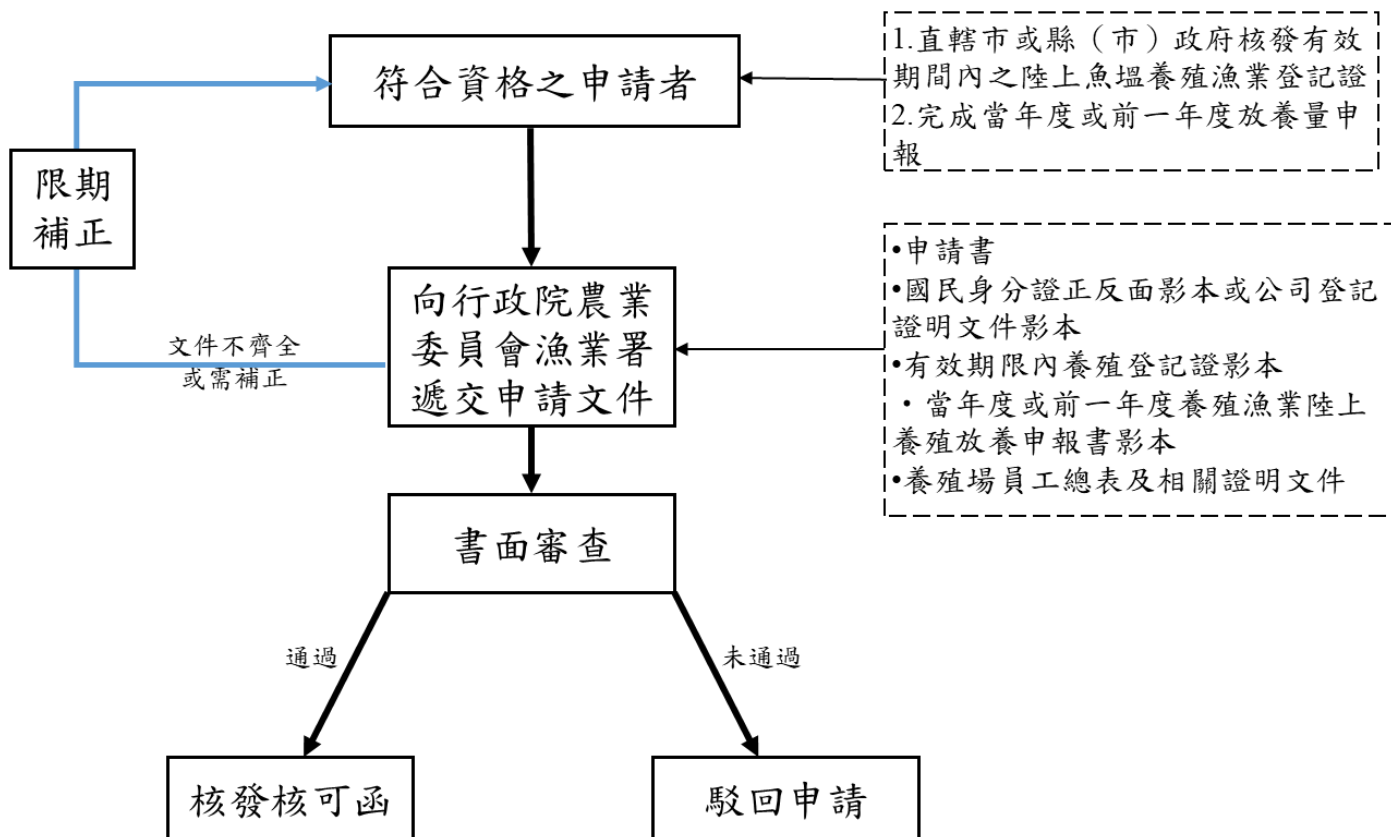 符合資格之申請者
1.直轄市或縣（市）政府核發有效
期間內之陸上魚塭養殖漁業登記證
2.完成當年度或前一年度放養量申
報
限期
補正
向行政院農業
委員會漁業署
遞交申請文件
文件不齊全
或需補正
•申請書
•國民身分證正反面影本或公司登記
證明文件影本
•有效期限內養殖登記證影本
・當年度或前一年度養殖漁業陸上
養殖放養申報書影本
•養殖場員工總表及相關證明文件
書面審查
通過
未通過
核發核可函
駁回申請